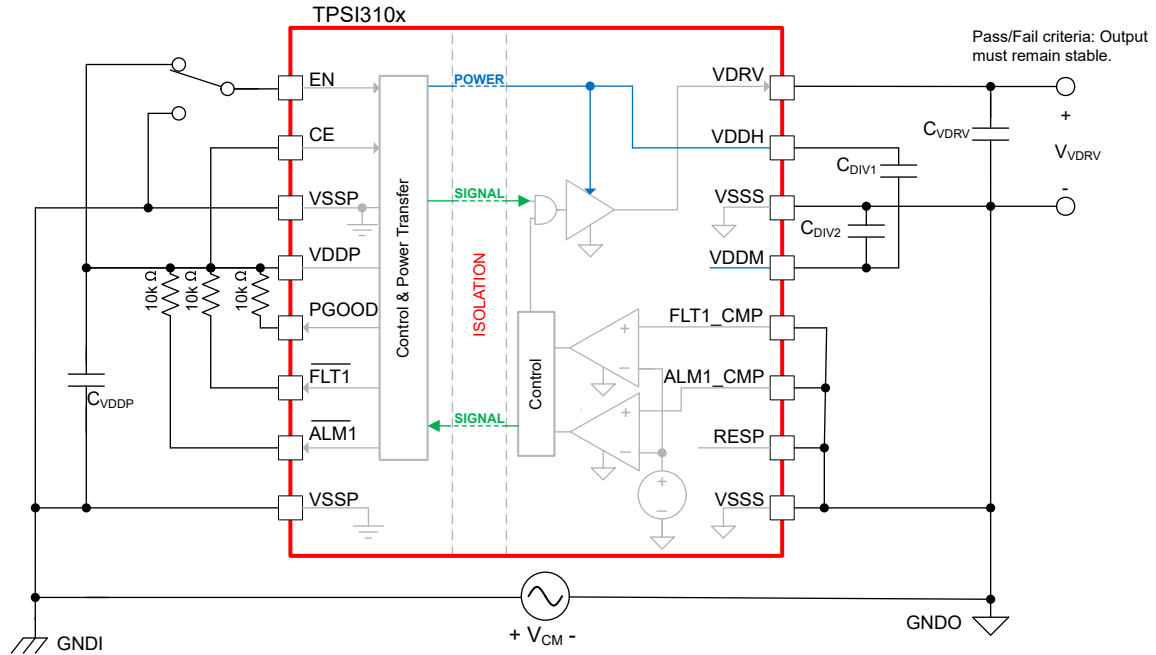 TPSI310x
Pass/Fail criteria: Output
must remain stable.
EN
CE
VSSP
VDDP
PGOOD
FLT1
ALM1
VSSP
10k Ω
10k Ω
10k Ω
CVDDP
Control & Power Transfer
POWER
SIGNAL
ISOLATION
SIGNAL
Control
+
−
+
−
+
−
VDRV
VDDH
VSSS
VDDM
FLT1_CMP
ALM1_CMP
RESP
VSSS
CDIV1
CDIV2
CVDRV
+
VVDRV
-
+ VCM -
GNDI
GNDO